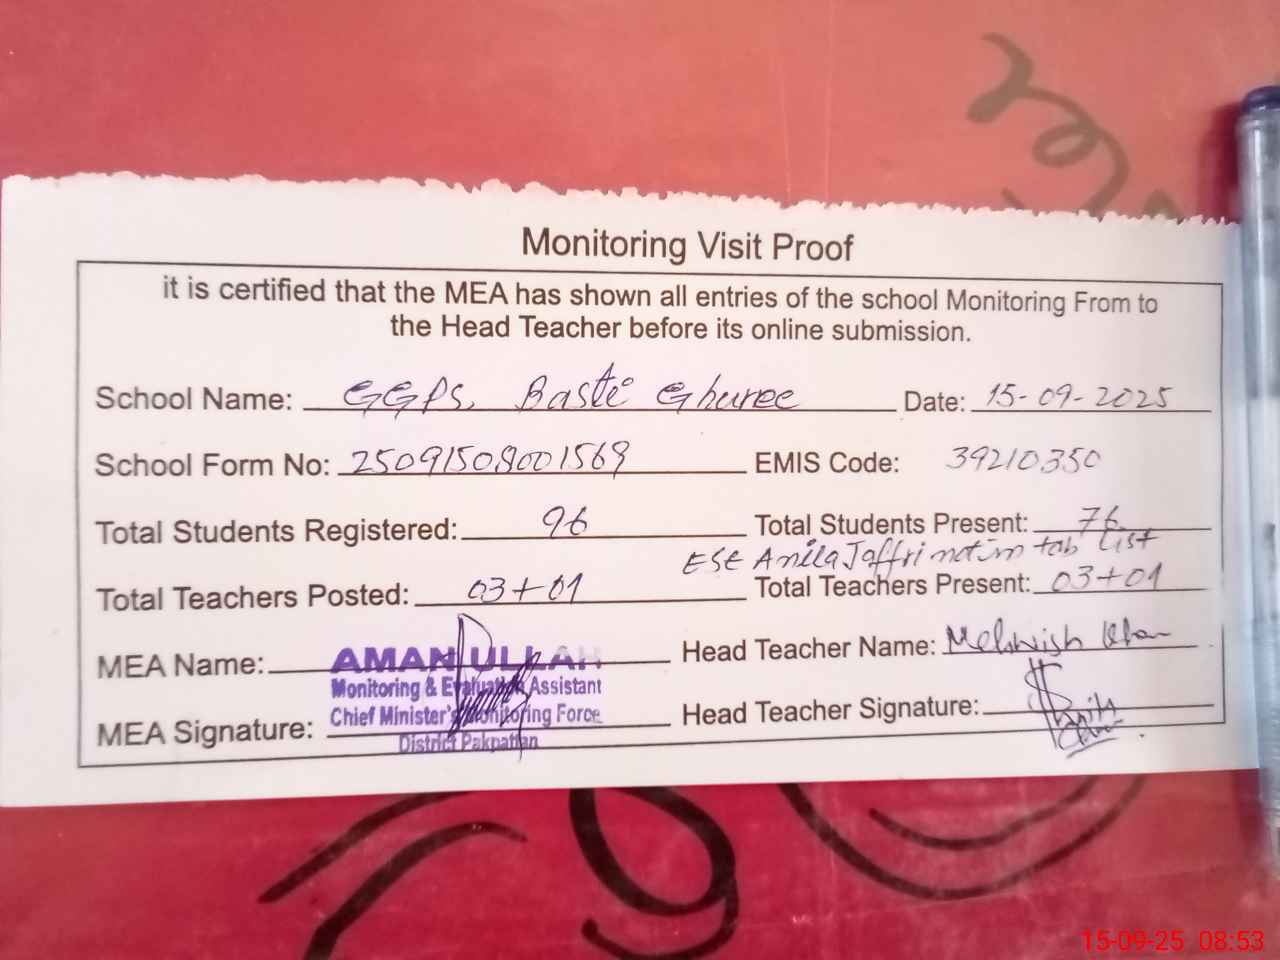 Monitoring Visit Proof
it is certified that the MEA has shown all entries of the school Monitoring From to
the Head Teacher before its online submission.
School Name: GGPS, Basti Ghuree Date: 15-09-2025
School Form No: 25091508001569 EMIS Code: 39210350
Total Students Registered: 96 Total Students Present: 76
ESE Anila Jaffri not in tab list
Total Teachers Posted: 03+01 Total Teachers Present: 03+01
MEA Name: AMAN ULLAH Head Teacher Name: Mehwish Khan
Monitoring & Evaluation Assistant
Chief Minister's Monitoring Force
MEA Signature: Head Teacher Signature:
District Pakpattan
15-09-25 08:53